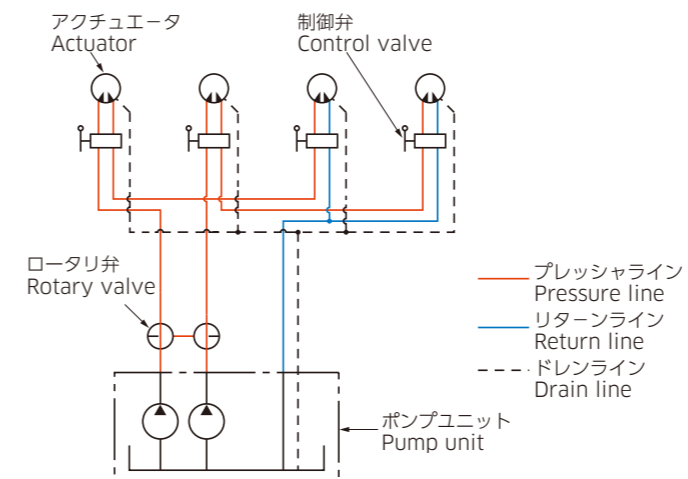 アクチュエータ
Actuator
制御弁
Control valve
ロータリ弁
Rotary valve
プレッシャライン
Pressure line
リターンライン
Return line
ドレンライン
Drain line
ポンプユニット
Pump unit